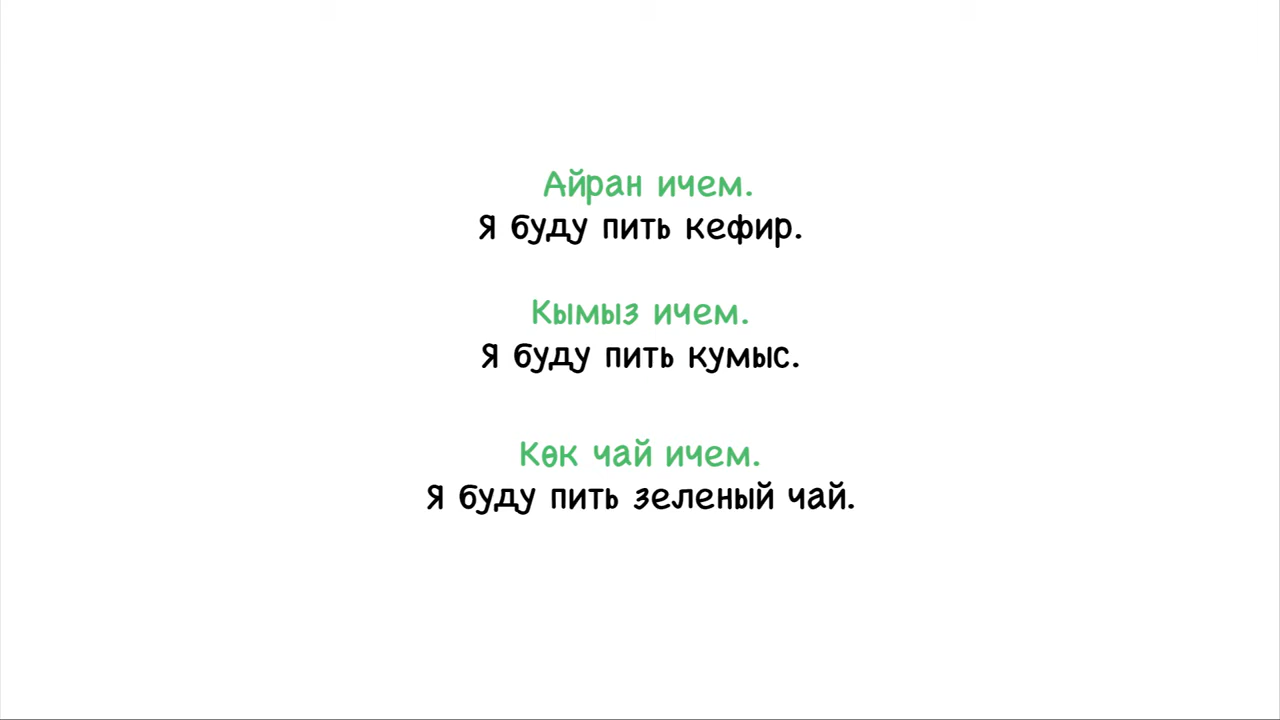 Айран ичем.
Я буду пить кефир.
Кымыз ичем.
Я буду пить кумыс.
Көк чай ичем.
Я буду пить зеленый чай.